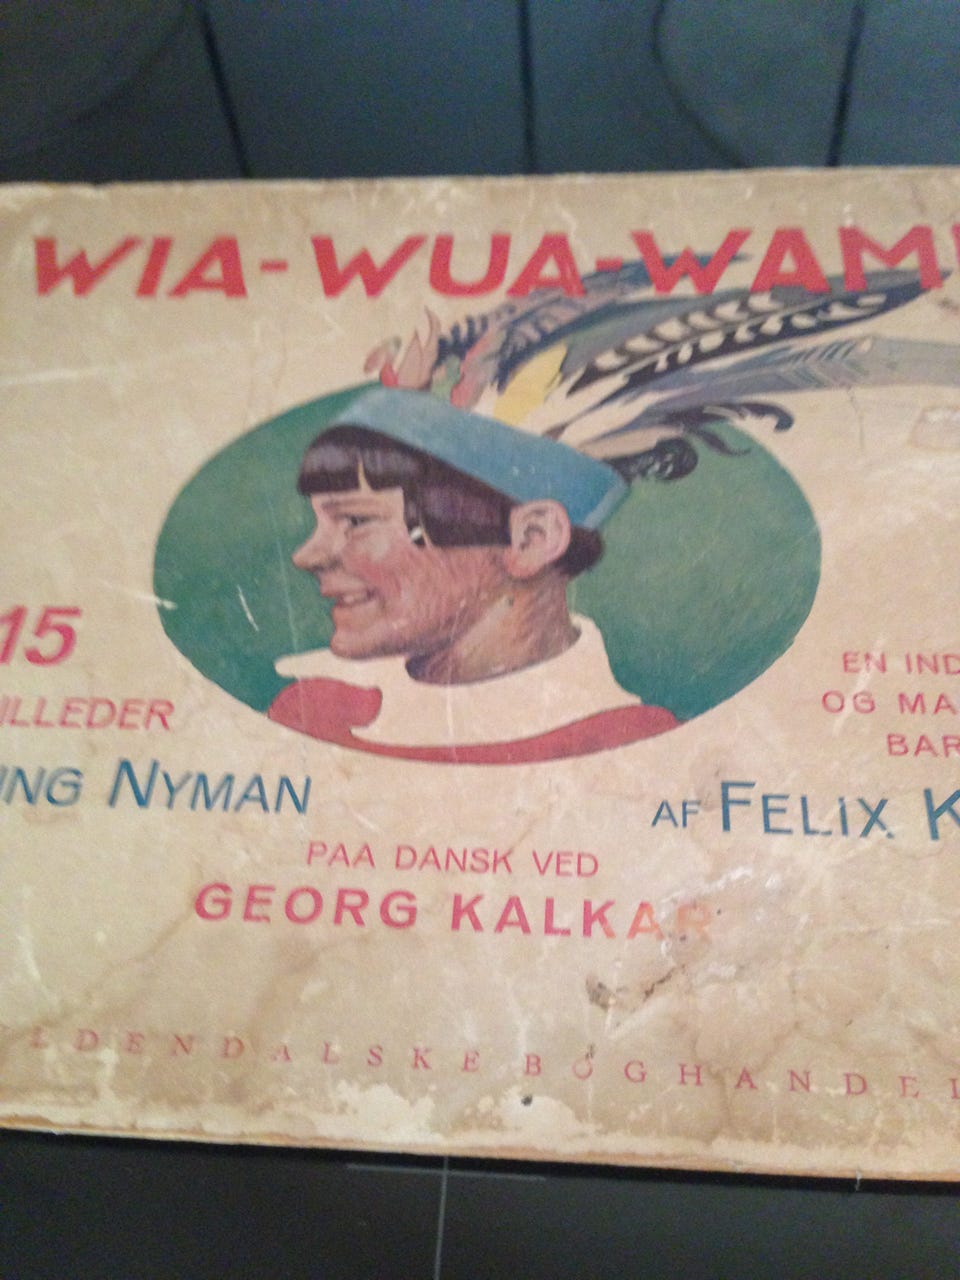 WIA-WUA-WAM
15
ILLEDER
ING NYMAN
EN IND
OG MA
BAR
AF FELIX K
PAA DANSK VED
GEORG KALKAR
LDENDALSKE BOGHANDEL